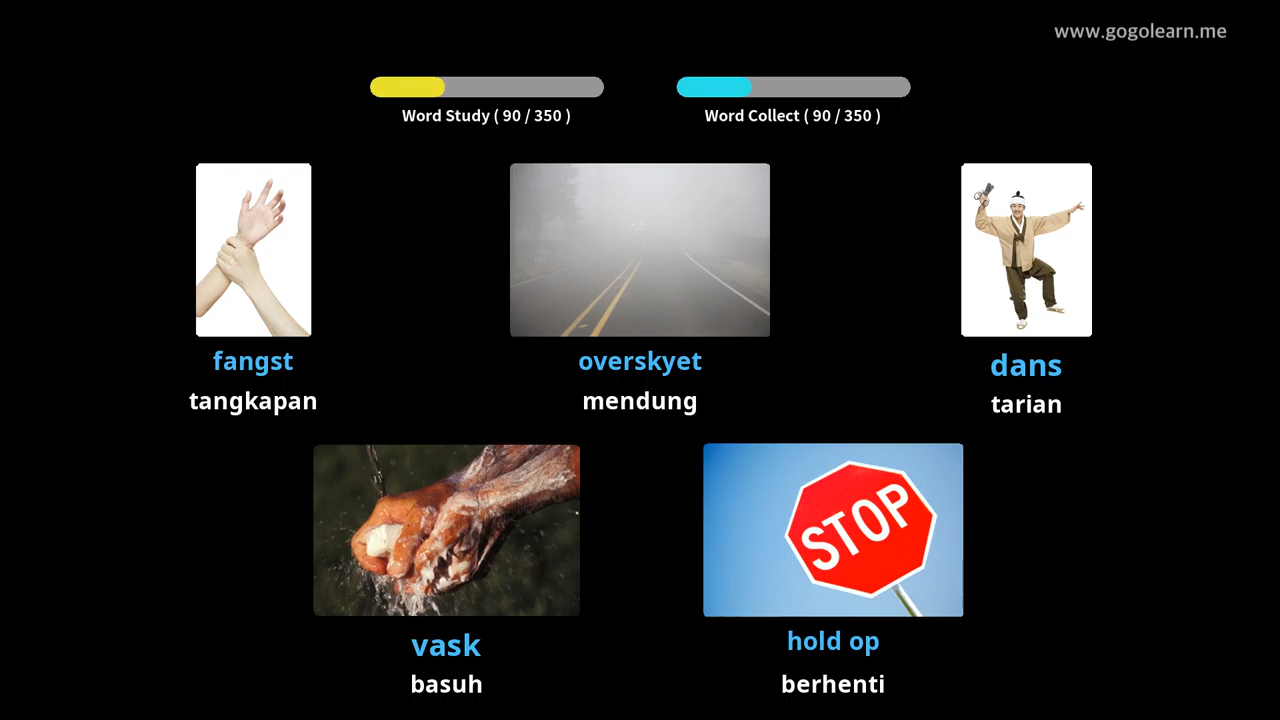 www.gogolearn.me
Word Study ( 90 / 350 )
Word Collect ( 90 / 350 )
fangst
tangkapan
overskyet
mendung
dans
tarian
STOP
vask
basuh
hold op
berhenti